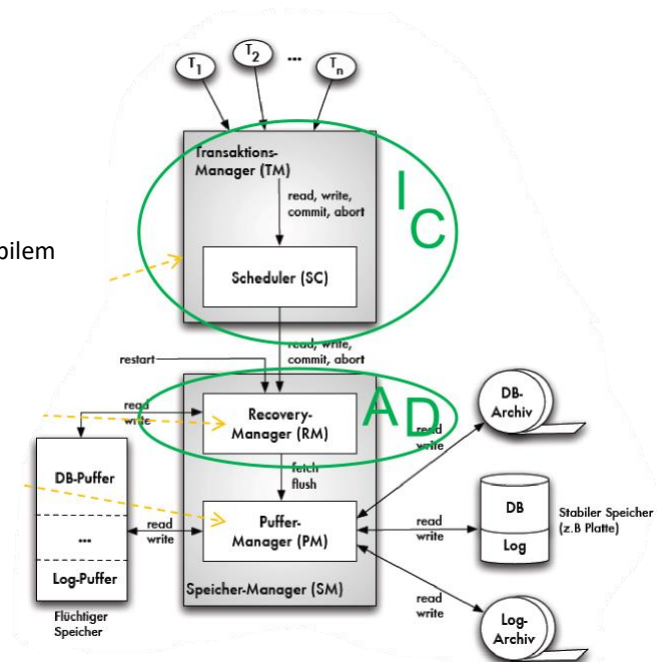 T1
T2
...
Tn
Transaktions-
Manager (TM)
read, write,
commit, abort
I
C
Scheduler (SC)
read, write,
commit, abort
restart
A
D
Recovery-
Manager (RM)
read
write
fetch
flush
DB-
Archiv
read
write
DB-Puffer
...
Log-Puffer
read
write
Puffer-
Manager (PM)
read
write
DB
Log
Stabiler Speicher
(z.B Platte)
Speicher-Manager (SM)
Flüchtiger
Speicher
read
write
Log-
Archiv